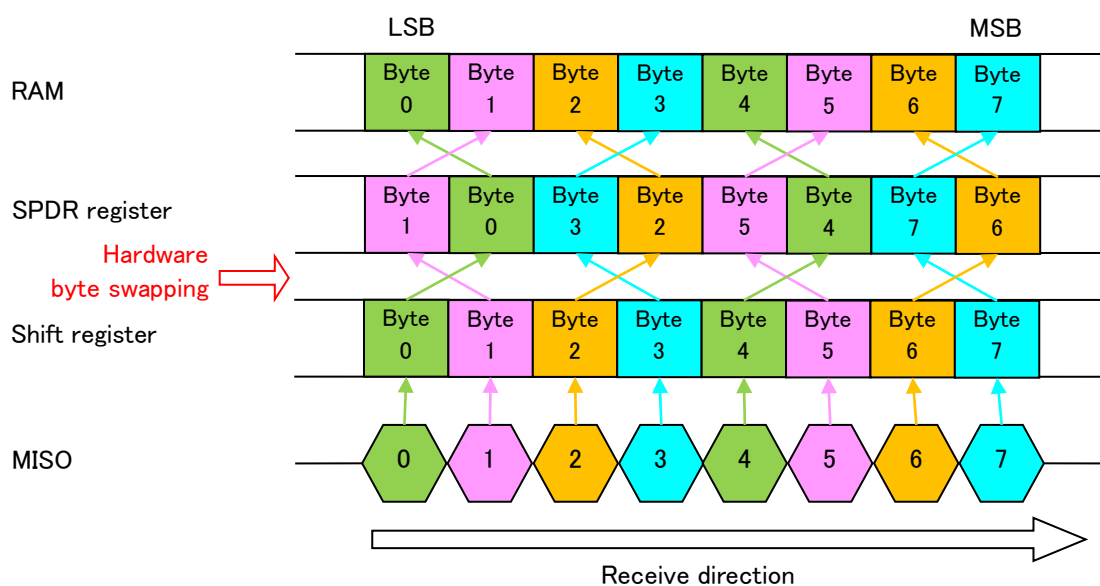 LSB MSB
RAM
Byte Byte Byte Byte Byte Byte Byte Byte
0 1 2 3 4 5 6 7
SPDR register
Byte Byte Byte Byte Byte Byte Byte Byte
1 0 3 2 5 4 7 6
Hardware
byte swapping
Shift register
Byte Byte Byte Byte Byte Byte Byte Byte
0 1 2 3 4 5 6 7
MISO
0 1 2 3 4 5 6 7
Receive direction